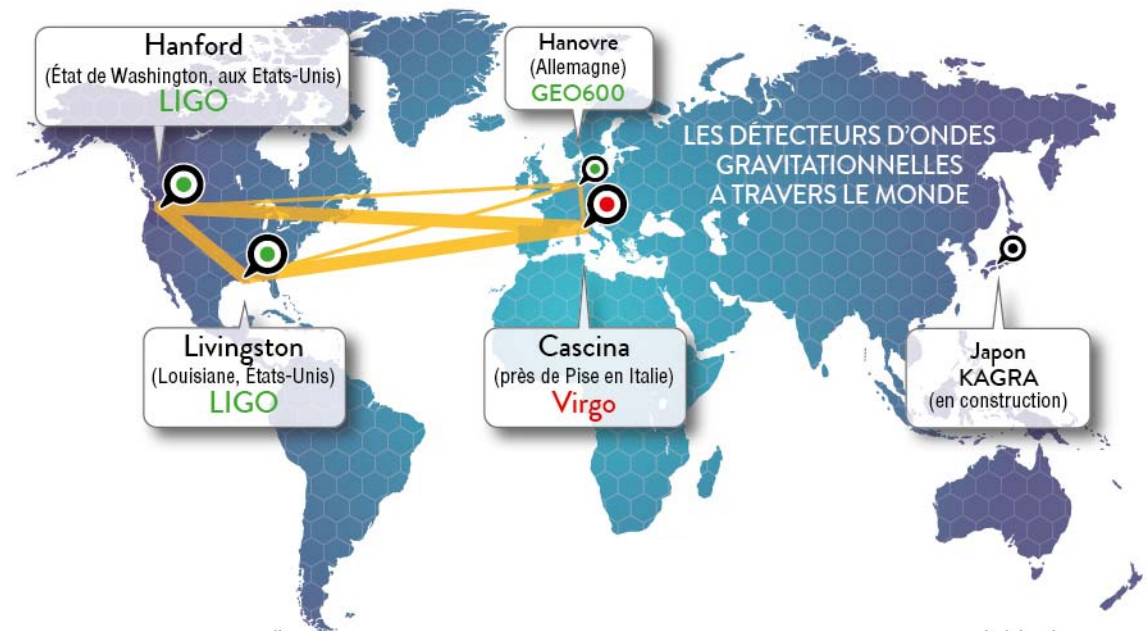 Hanford
(État de Washington, aux Etats-Unis)
LIGO
Hanovre
(Allemagne)
GEO600
LES DÉTECTEURS D'ONDES
GRAVITATIONNELLES
A TRAVERS LE MONDE
Livingston
(Louisiane, États-Unis)
LIGO
Cascina
(près de Pise en Italie)
Virgo
Japon
KAGRA
(en construction)